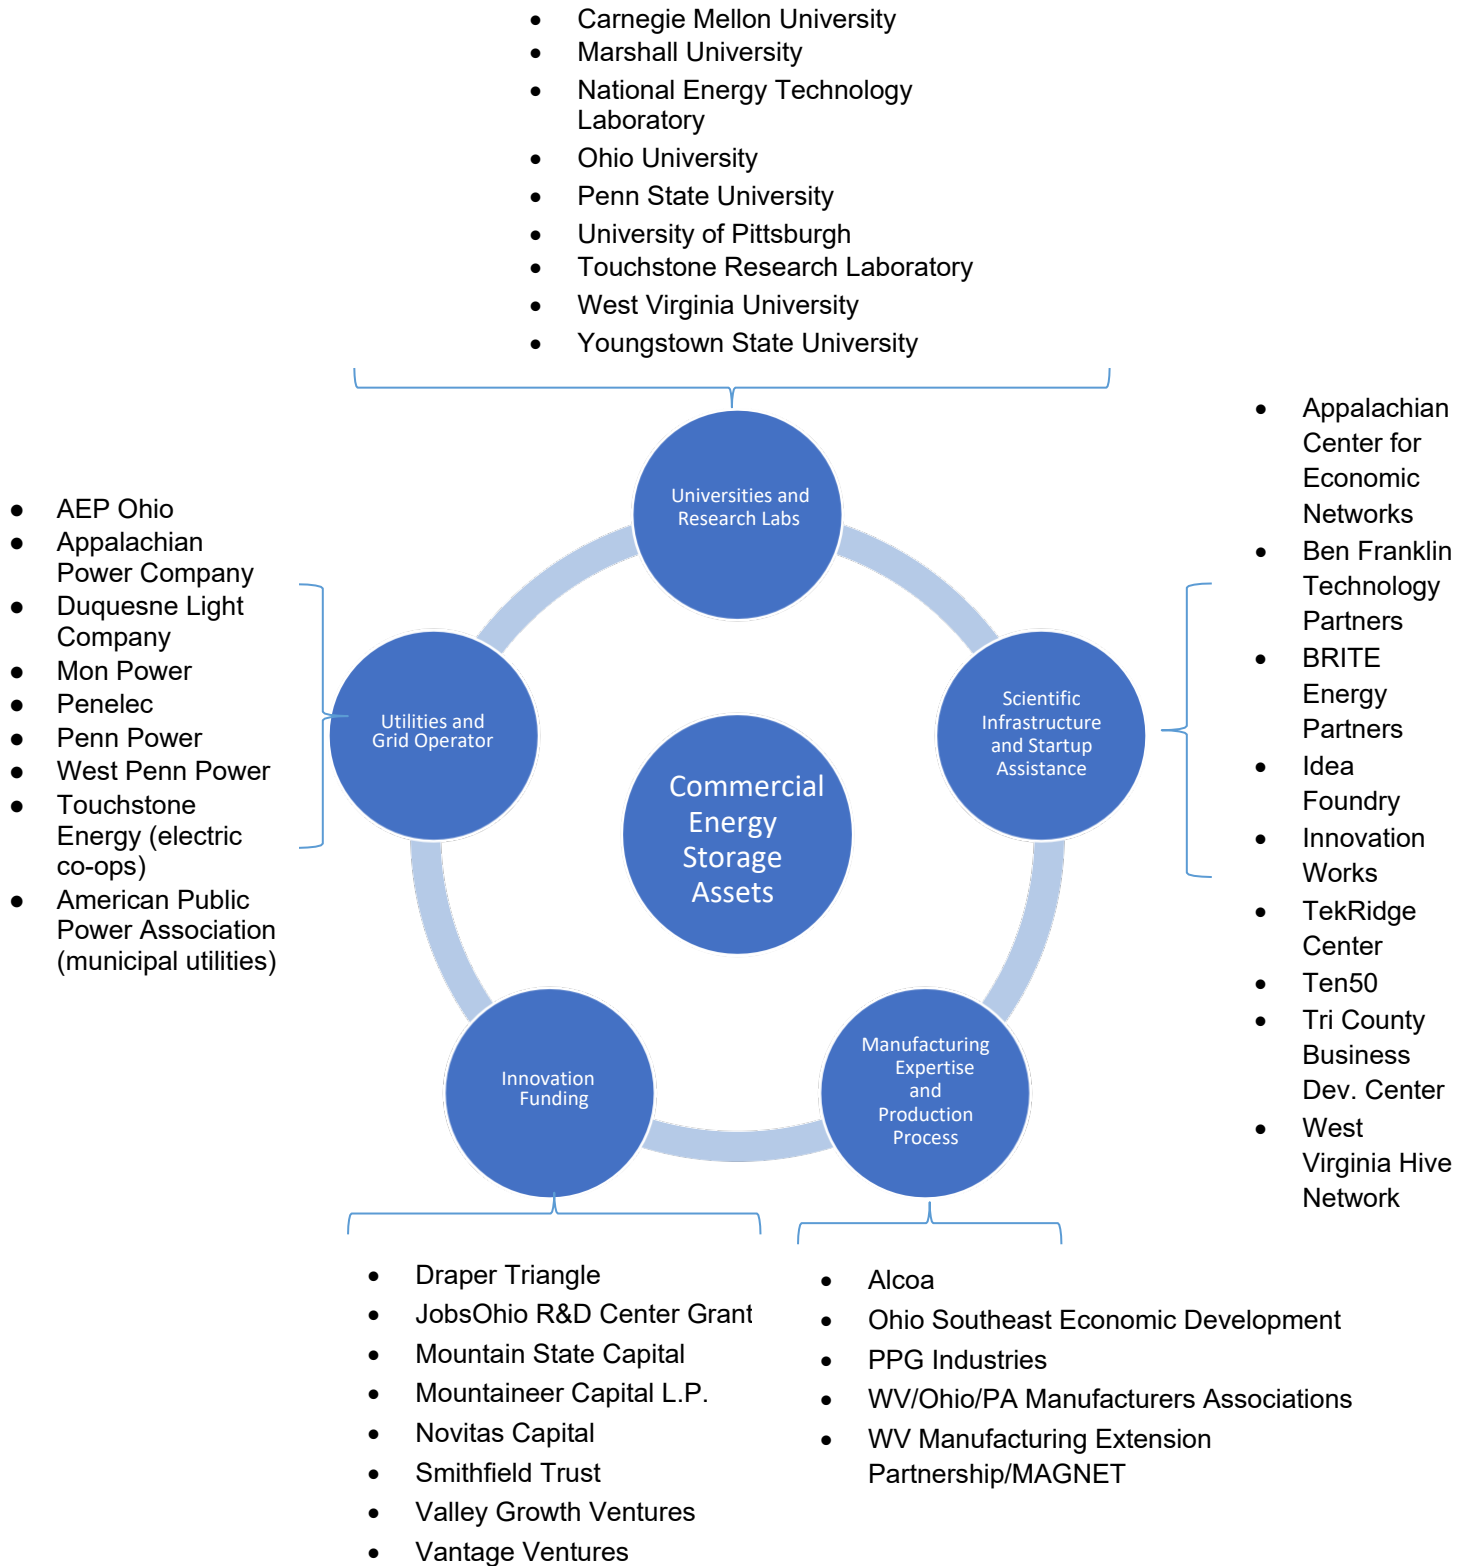 • Carnegie Mellon University
• Marshall University
• National Energy Technology
Laboratory
• Ohio University
• Penn State University
• University of Pittsburgh
• Touchstone Research Laboratory
• West Virginia University
• Youngstown State University
Universities and
Research Labs
• AEP Ohio
• Appalachian
Power Company
• Duquesne Light
Company
• Mon Power
• Penelec
• Penn Power
• West Penn Power
• Touchstone
Energy (electric
co-ops)
• American Public
Power Association
(municipal utilities)
Utilities and
Grid Operator
Commercial
Energy
Storage
Assets
Scientific
Infrastructure
and Startup
Assistance
• Appalachian
Center for
Economic
Networks
• Ben Franklin
Technology
Partners
• BRITE
Energy
Partners
• Idea
Foundry
• Innovation
Works
• TekRidge
Center
• Ten50
• Tri County
Business
Dev. Center
• West
Virginia Hive
Network
Innovation
Funding
Manufacturing
Expertise
and
Production
Process
• Draper Triangle
• JobsOhio R&D Center Grant
• Mountain State Capital
• Mountaineer Capital L.P.
• Novitas Capital
• Smithfield Trust
• Valley Growth Ventures
• Vantage Ventures
• Alcoa
• Ohio Southeast Economic Development
• PPG Industries
• WV/Ohio/PA Manufacturers Associations
• WV Manufacturing Extension
Partnership/MAGNET